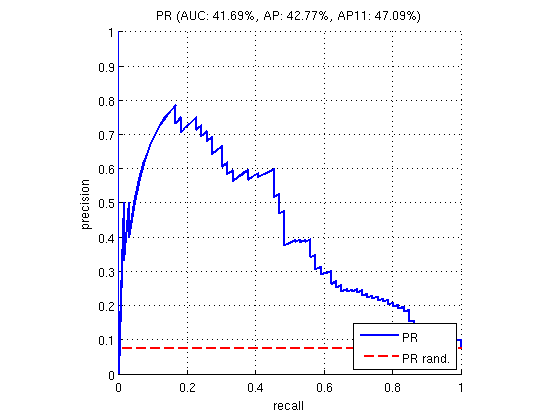 PR (AUC: 41.69%, AP: 42.77%, AP11: 47.09%)
1
0.9
0.8
0.7
0.6
0.5
0.4
0.3
0.2
0.1
0
precision
0 0.2 0.4 0.6 0.8 1
recall
PR
PR rand.